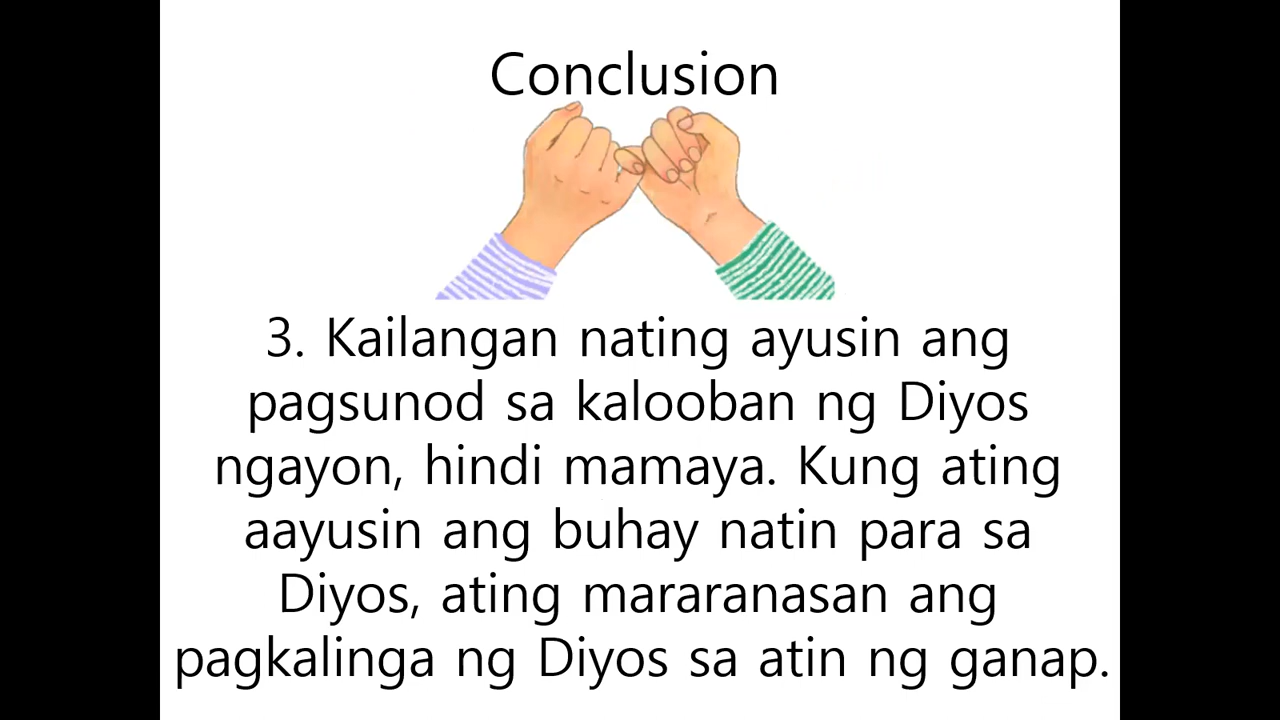 Conclusion
3. Kailangan nating ayusin ang
pagsunod sa kalooban ng Diyos
ngayon, hindi mamaya. Kung ating
aayusin ang buhay natin para sa
Diyos, ating mararanasan ang
pagkalinga ng Diyos sa atin ng ganap.